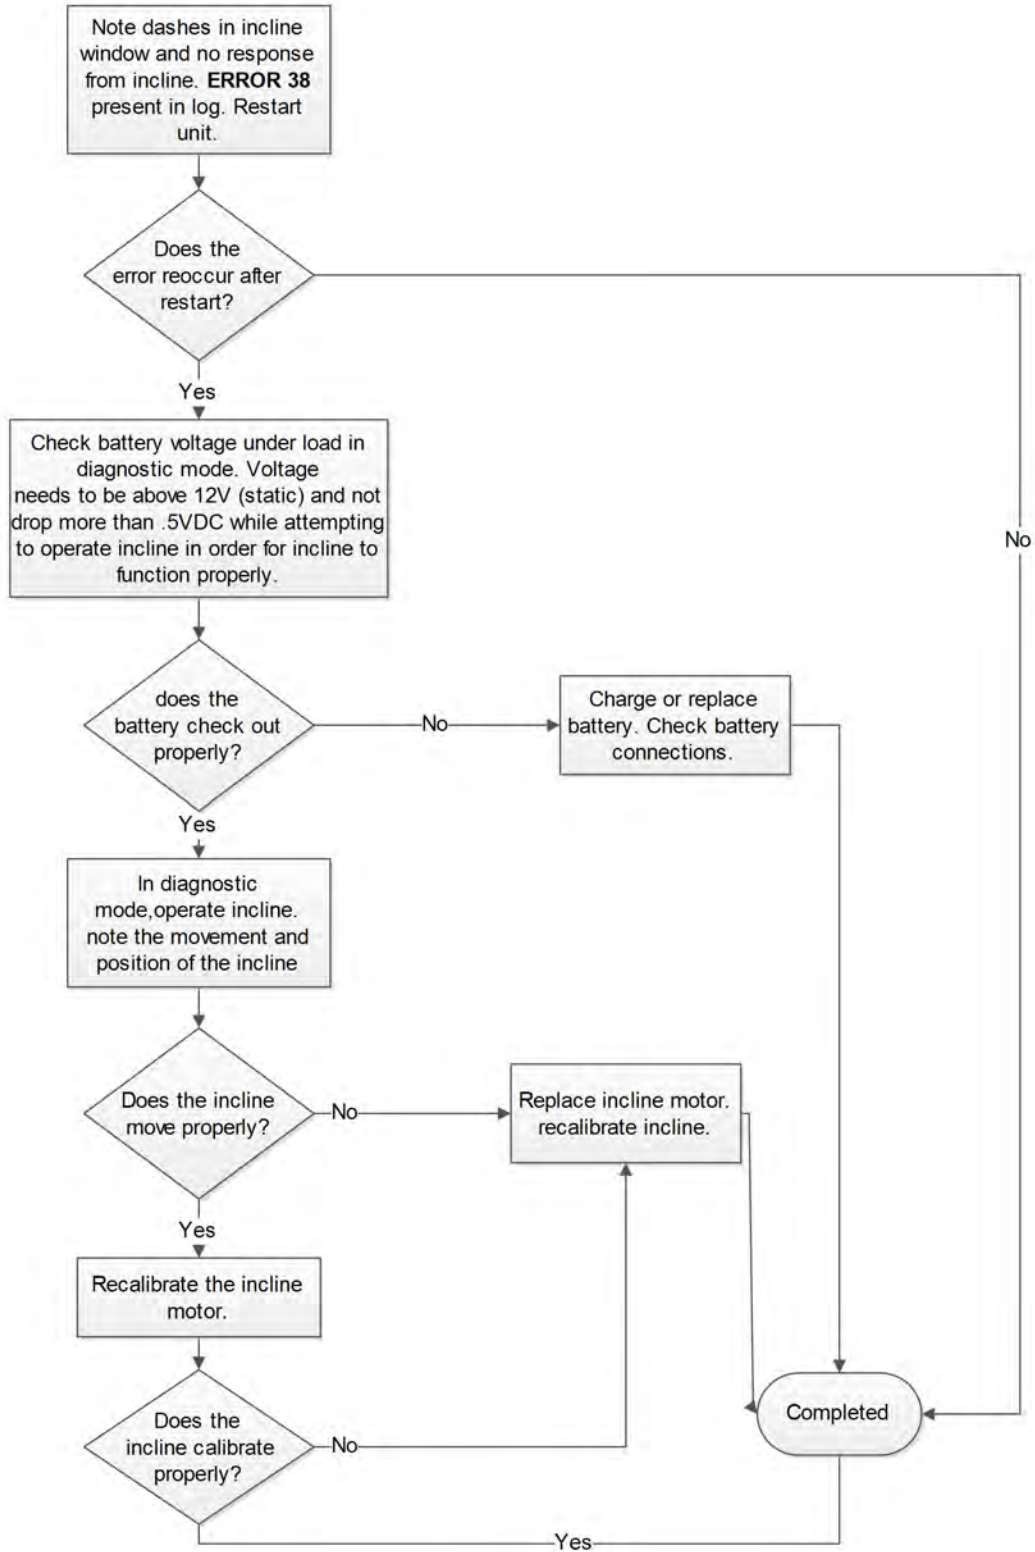 Note dashes in incline
window and no response
from incline. ERROR 38
present in log. Restart
unit.
Does the
error reoccur after
restart?
Yes
No
Check battery voltage under load in
diagnostic mode. Voltage
needs to be above 12V (static) and not
drop more than .5VDC while attempting
to operate incline in order for incline to
function properly.
does the
battery check out
properly?
No
Charge or replace
battery. Check battery
connections.
Yes
In diagnostic
mode,operate incline.
note the movement and
position of the incline
Does the incline
move properly?
No
Replace incline motor.
recalibrate incline.
Yes
Recalibrate the incline
motor.
Does the
incline calibrate
properly?
No
Completed
Yes